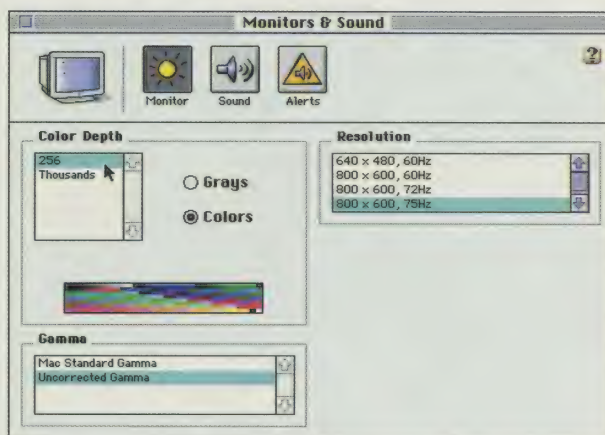 Monitors & Sound
?
Monitor Sound Alerts
Color Depth
256
Thousands
Grays
Colors
Resolution
640 x 480, 60Hz
800 x 600, 60Hz
800 x 600, 72Hz
800 x 600, 75Hz
Gamma
Mac Standard Gamma
Uncorrected Gamma